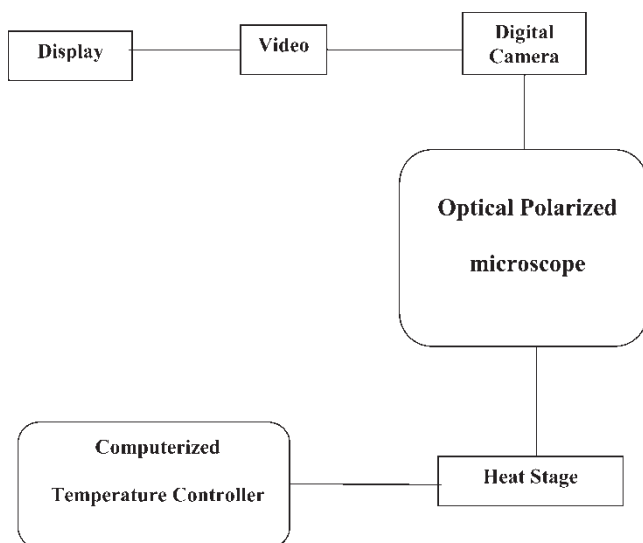 Display
Video
Digital
Camera
Optical Polarized
microscope
Computerized
Temperature Controller
Heat Stage